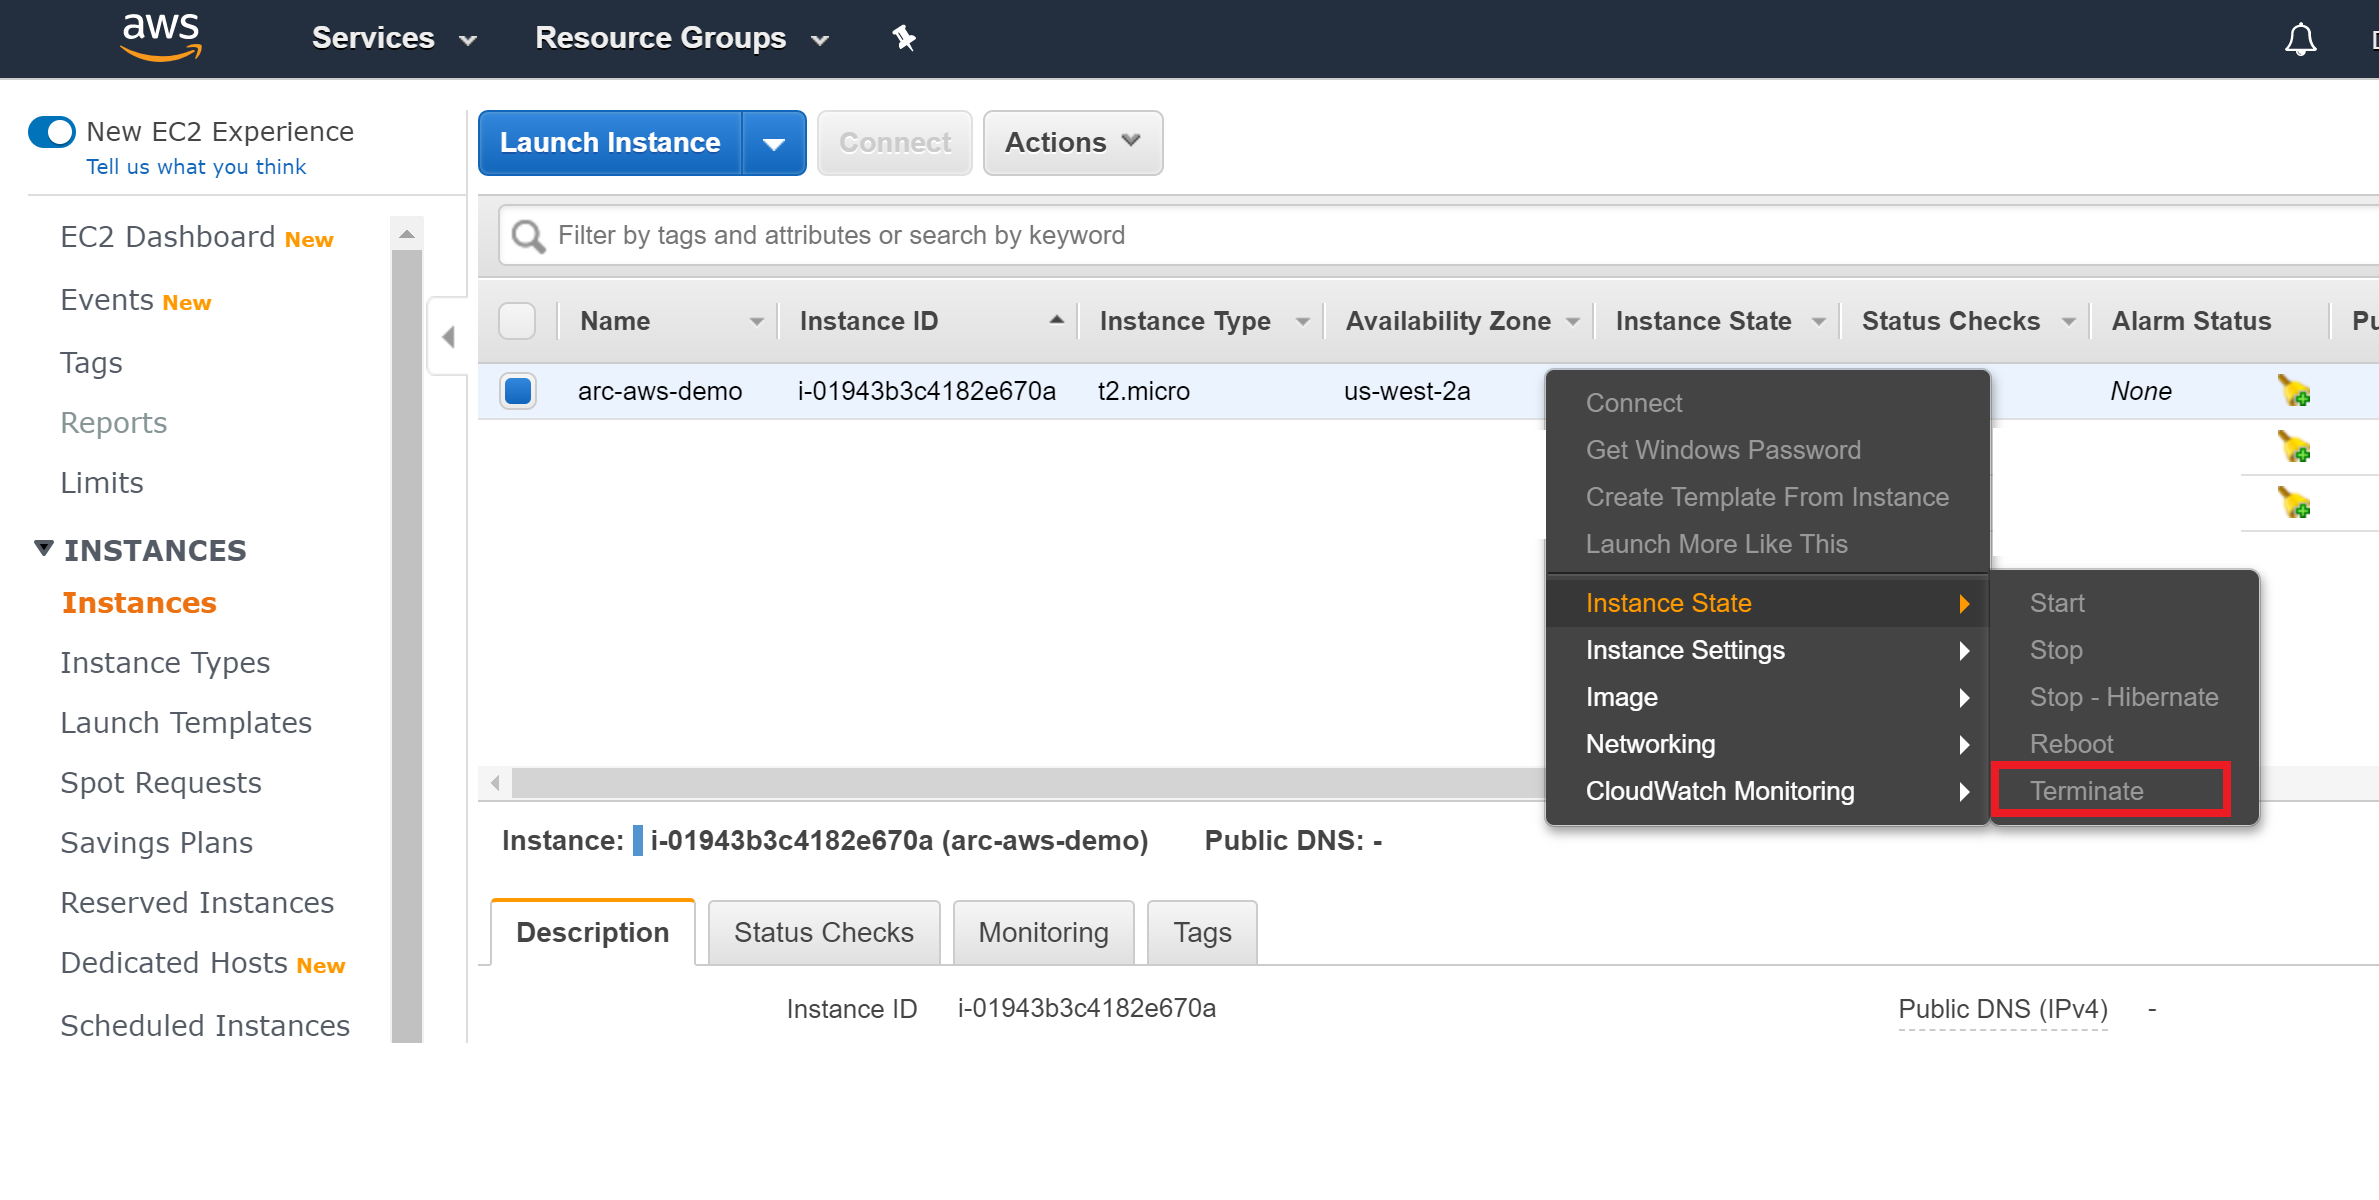 aws Services Resource Groups
New EC2 Experience
Tell us what you think
EC2 Dashboard New
Events New
Tags
Reports
Limits
INSTANCES
Instances
Instance Types
Launch Templates
Spot Requests
Savings Plans
Reserved Instances
Dedicated Hosts New
Scheduled Instances
Launch Instance Connect Actions
Filter by tags and attributes or search by keyword
Name Instance ID Instance Type Availability Zone Instance State Status Checks Alarm Status Pu
arc-aws-demo i-01943b3c4182e670a t2.micro us-west-2a None
Connect
Get Windows Password
Create Template From Instance
Launch More Like This
Instance State
Instance Settings
Image
Networking
CloudWatch Monitoring
Start
Stop
Stop - Hibernate
Reboot
Terminate
Instance: i-01943b3c4182e670a (arc-aws-demo) Public DNS: -
Description Status Checks Monitoring Tags
Instance ID i-01943b3c4182e670a Public DNS (IPv4) -